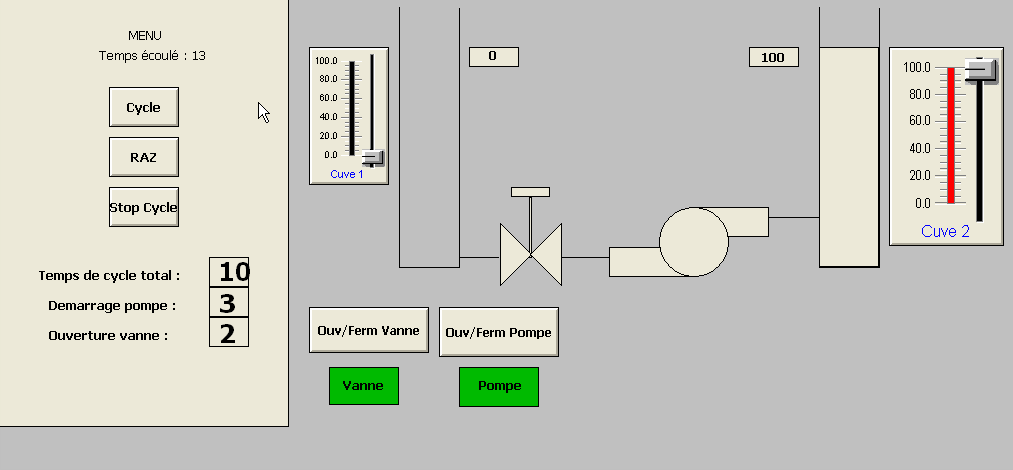 MENU
Temps écoulé : 13
Cycle
RAZ
Stop Cycle
Temps de cycle total : 10
Demarrage pompe : 3
Ouverture vanne : 2
100.0
80.0
60.0
40.0
20.0
0.0
Cuve 1
0
100
100.0
80.0
60.0
40.0
20.0
0.0
Cuve 2
Ouv/Ferm Vanne
Ouv/Ferm Pompe
Vanne
Pompe